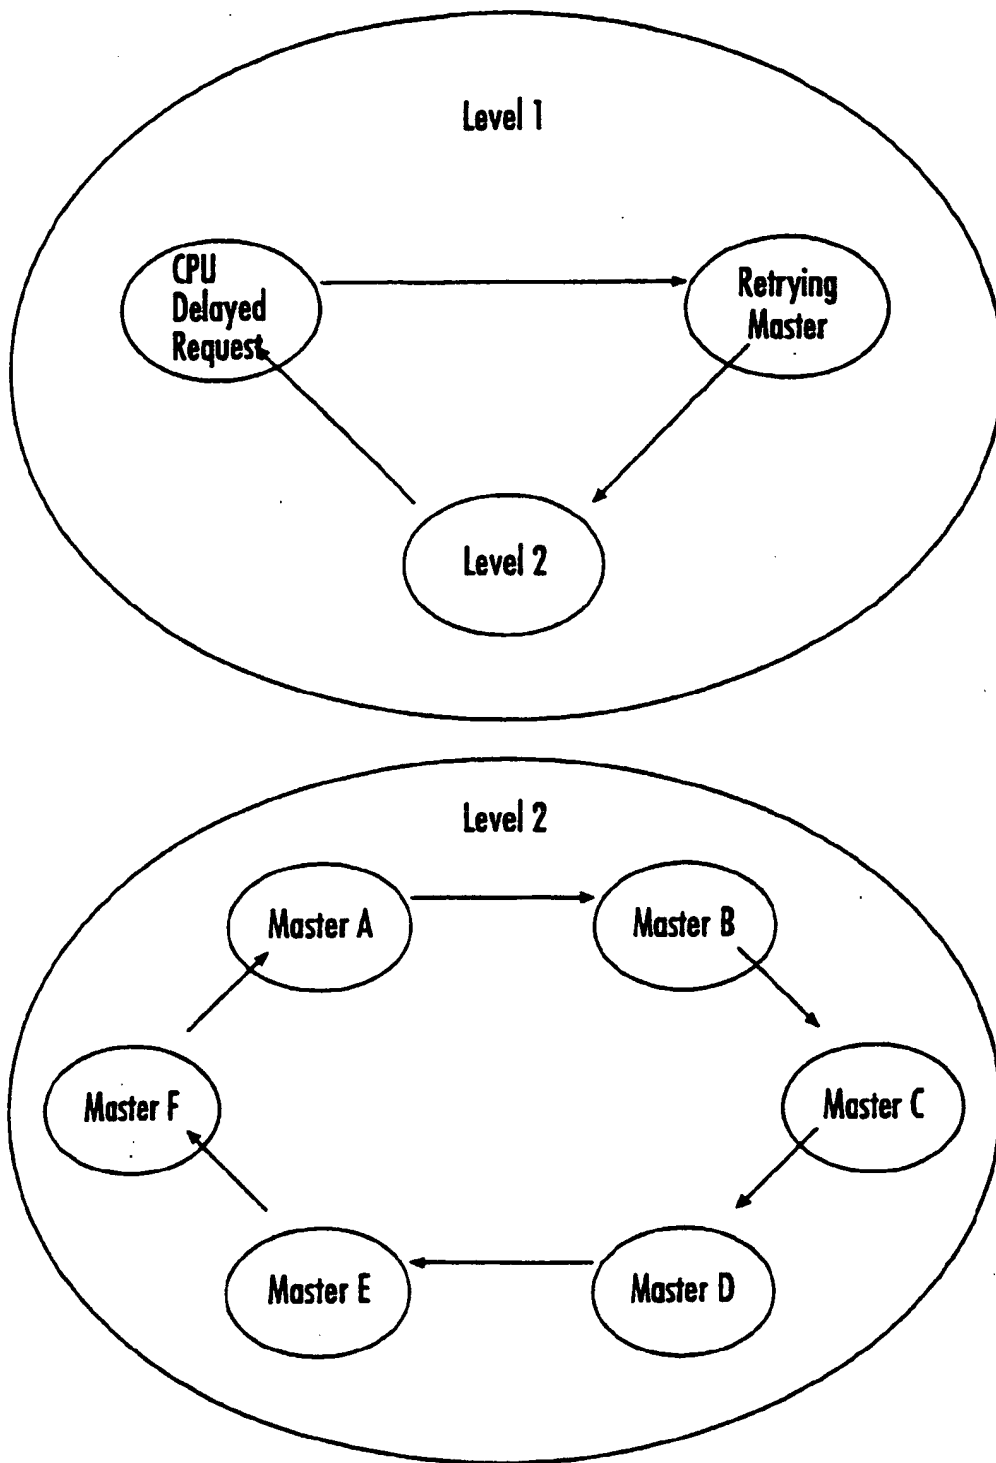 Level 1
CPU
Delayed
Request
Retrying
Master
Level 2
Level 2
Master A
Master B
Master F
Master C
Master E
Master D